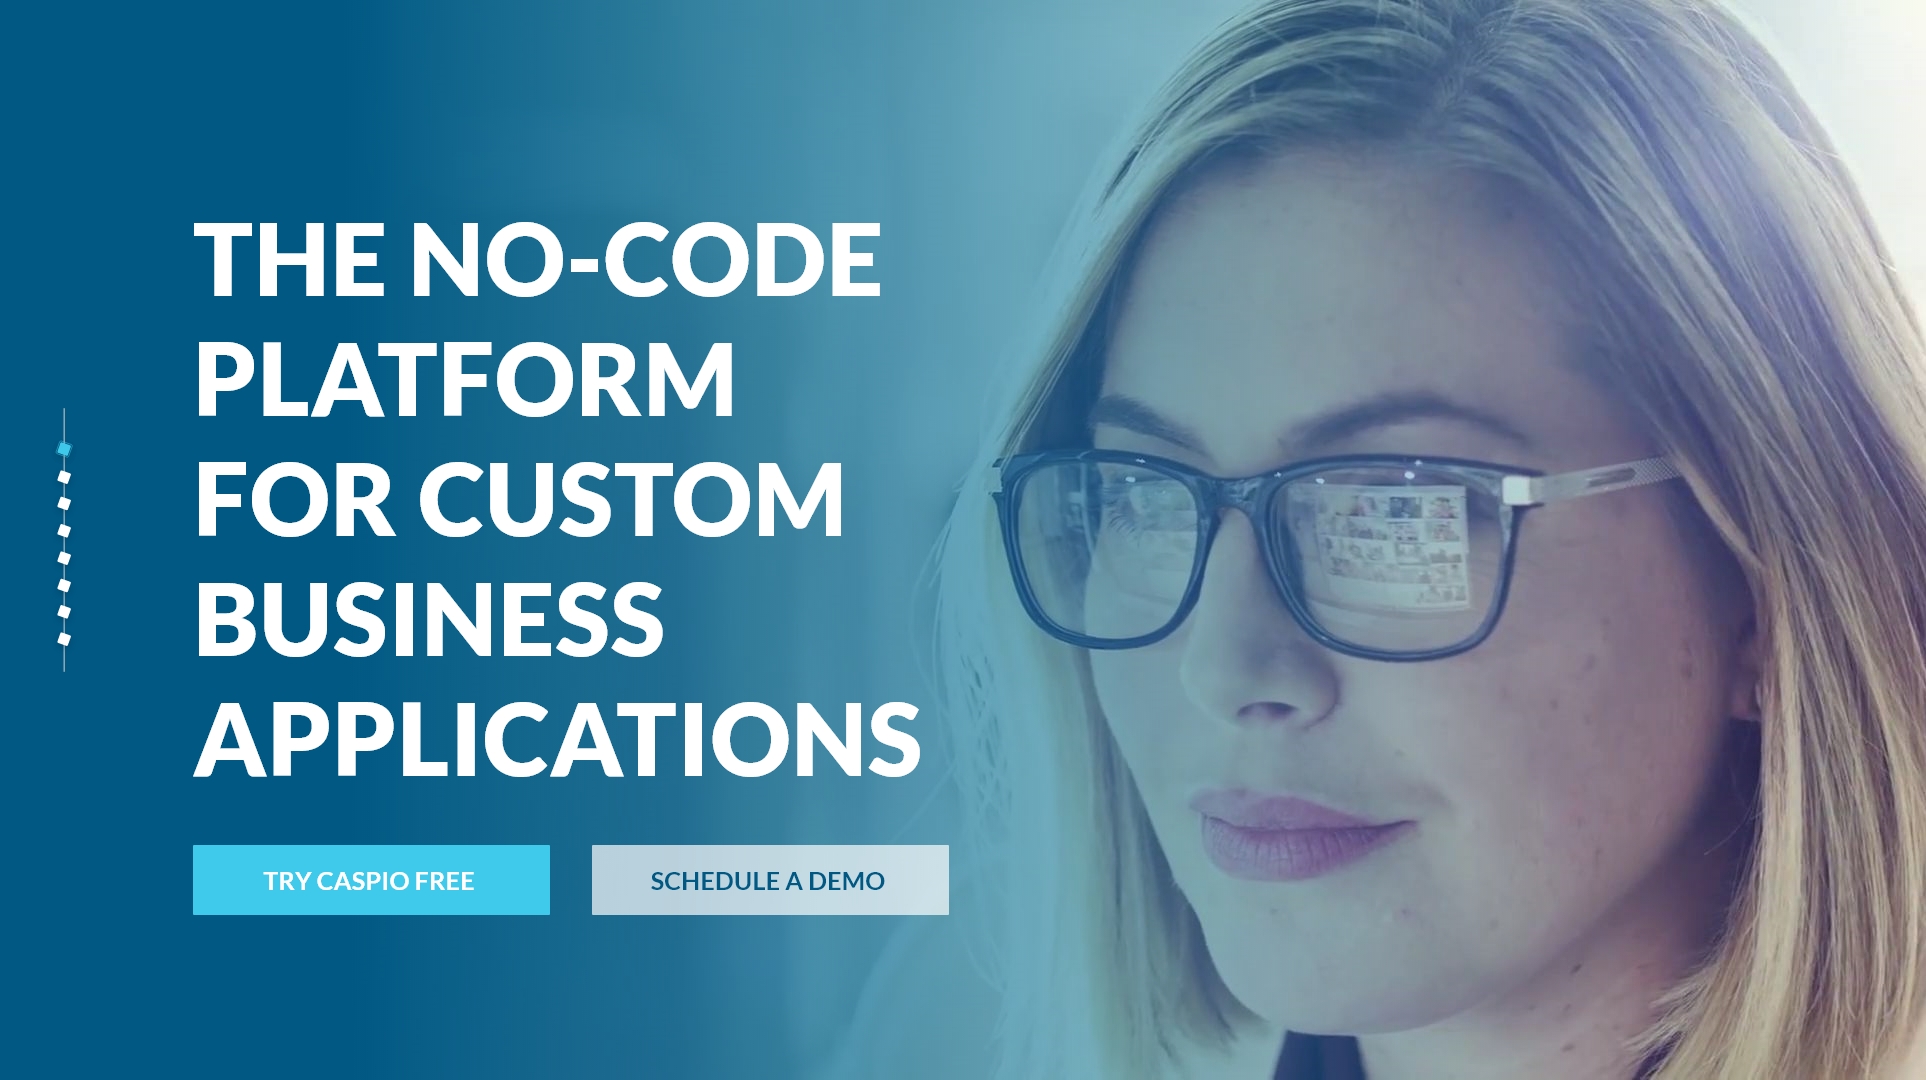 THE NO-CODE
PLATFORM
FOR CUSTOM
BUSINESS
APPLICATIONS
TRY CASPIO FREE
SCHEDULE A DEMO